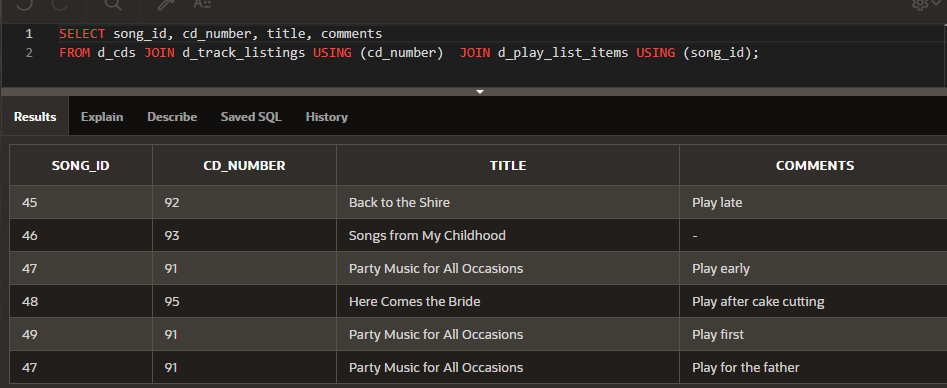 1 SELECT song_id, cd_number, title, comments
2 FROM d_cds JOIN d_track_listings USING (cd_number)  JOIN d_play_list_items USING (song_id);
Results Explain Describe Saved SQL History
SONG_ID CD_NUMBER TITLE COMMENTS
45 92 Back to the Shire Play late
46 93 Songs from My Childhood -
47 91 Party Music for All Occasions Play early
48 95 Here Comes the Bride Play after cake cutting
49 91 Party Music for All Occasions Play first
47 91 Party Music for All Occasions Play for the father